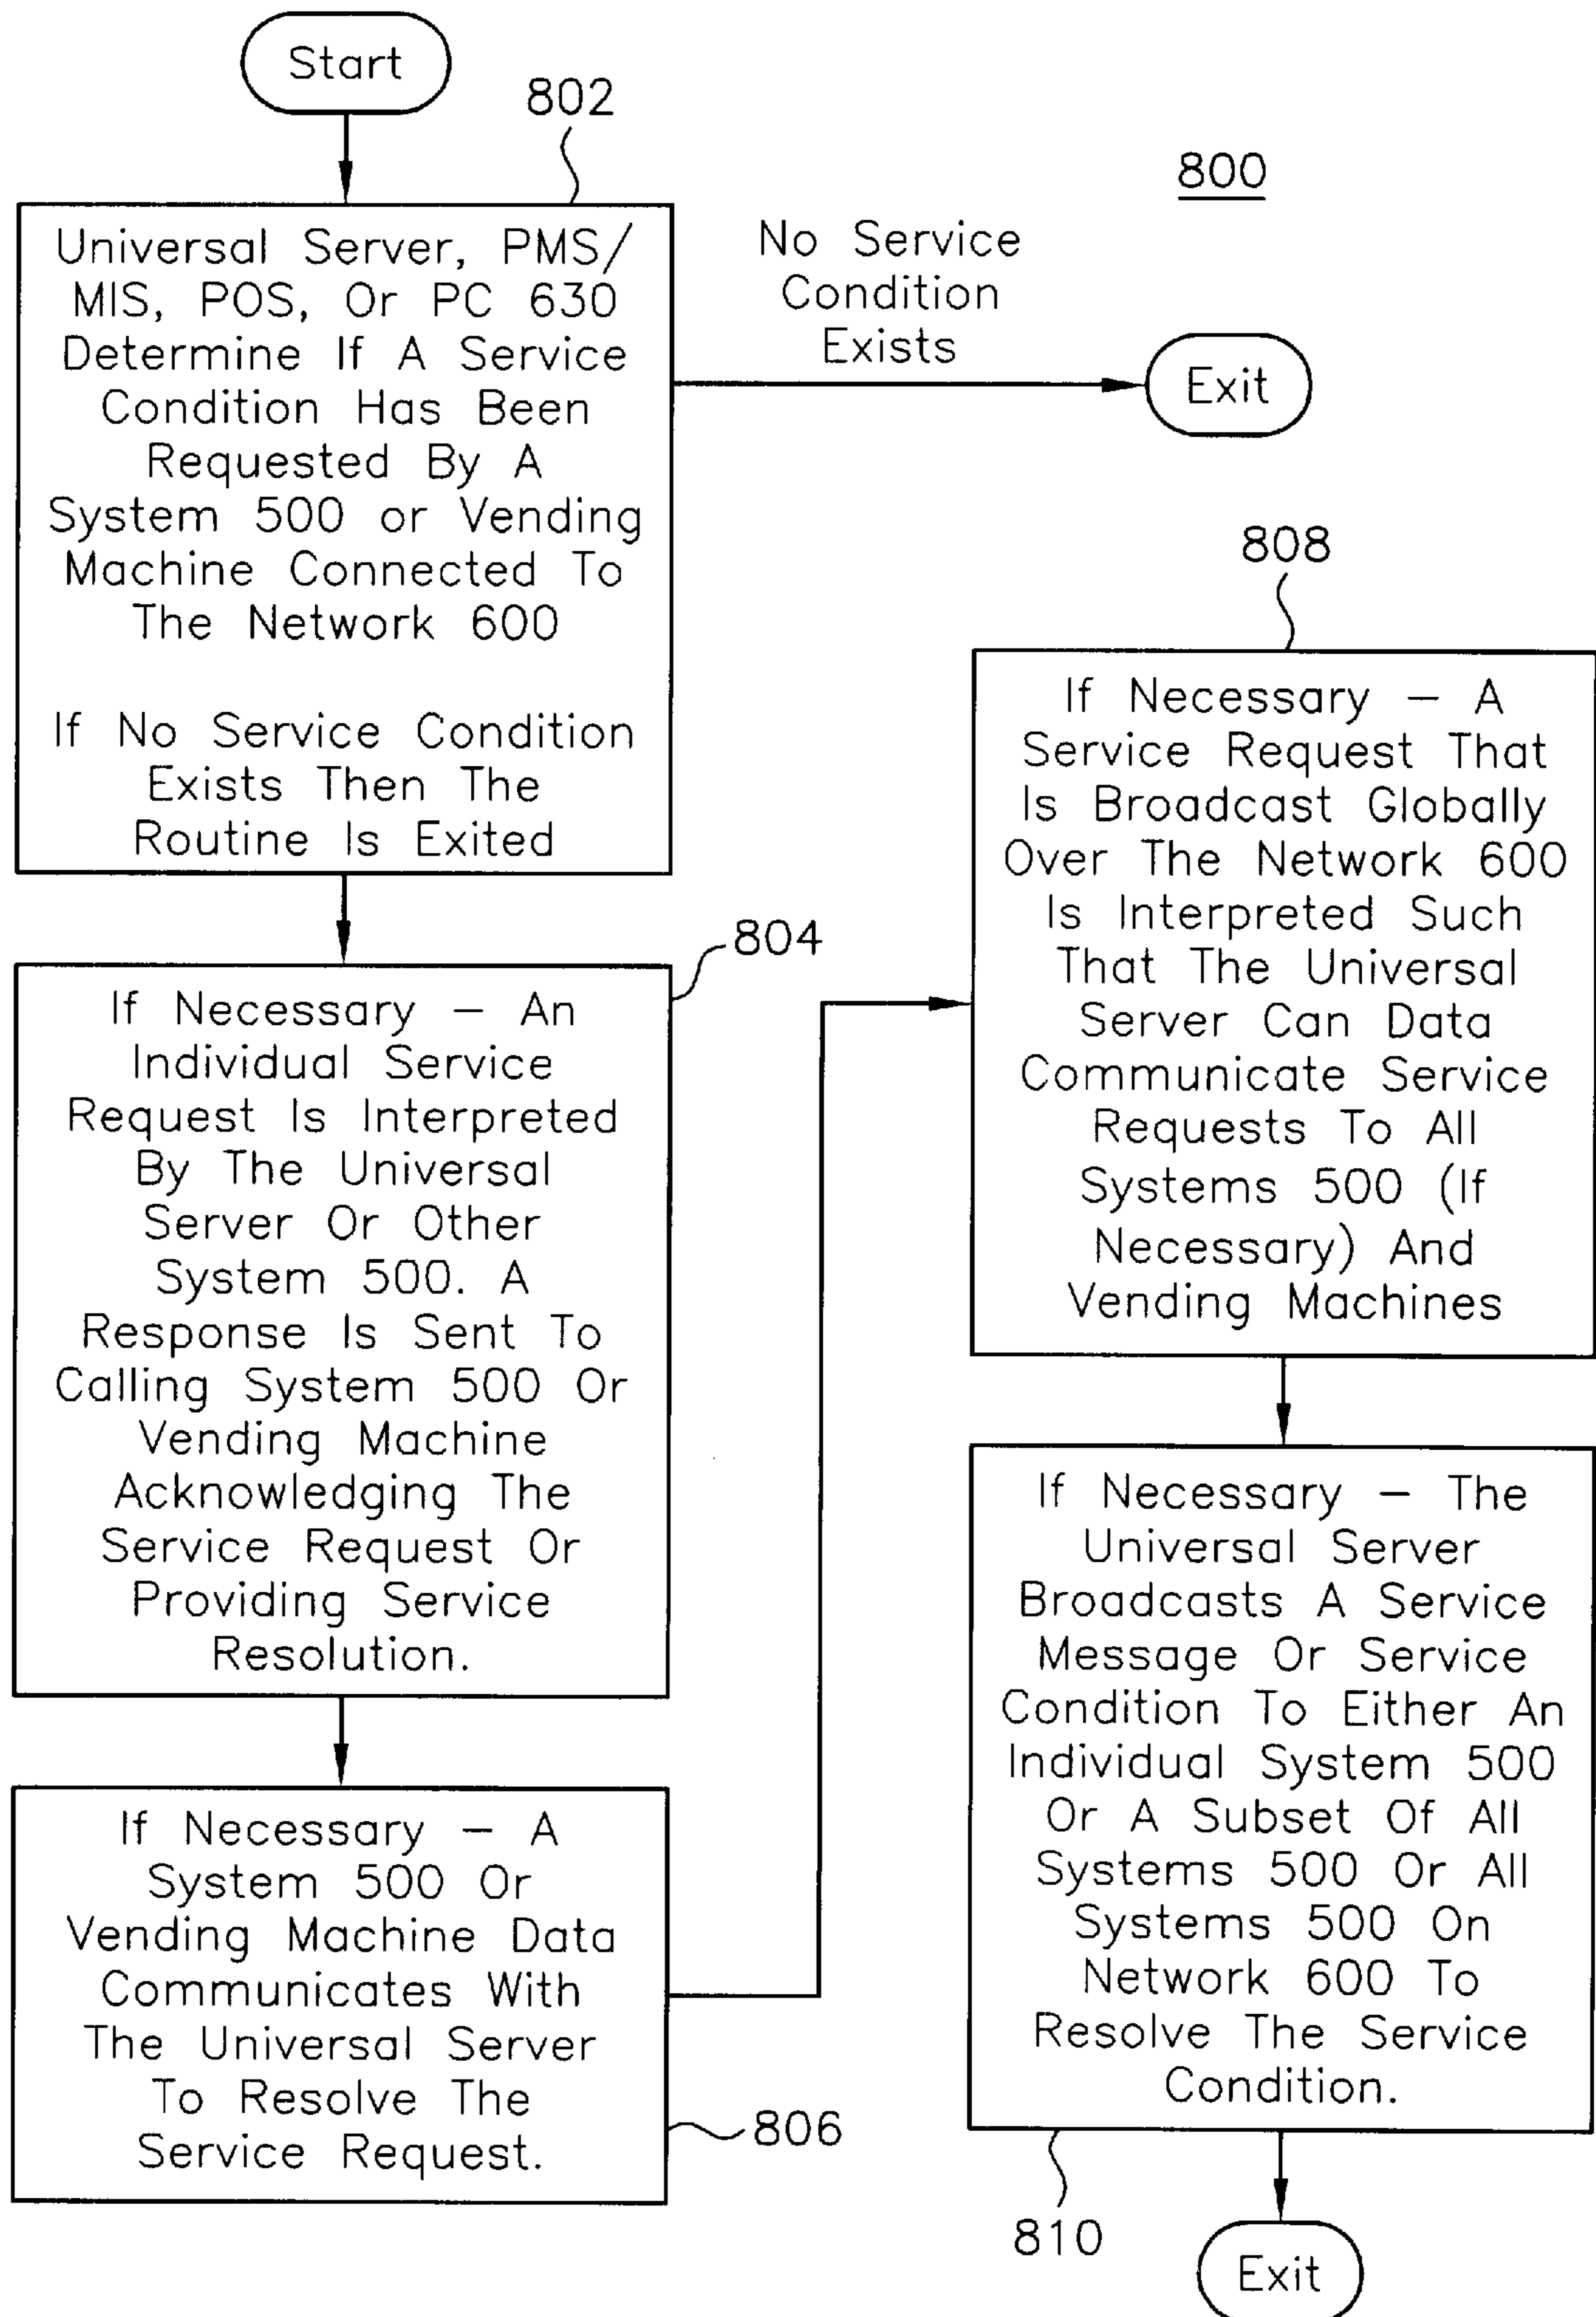 Start
802
800
Universal Server, PMS/
MIS, POS, Or PC 630
Determine If A Service
Condition Has Been
Requested By A
System 500 or Vending
Machine Connected To
The Network 600
If No Service Condition
Exists Then The
Routine Is Exited
No Service
Condition
Exists
Exit
804
If Necessary – An
Individual Service
Request Is Interpreted
By The Universal
Server Or Other
System 500. A
Response Is Sent To
Calling System 500 Or
Vending Machine
Acknowledging The
Service Request Or
Providing Service
Resolution.
If Necessary – A
System 500 Or
Vending Machine Data
Communicates With
The Universal Server
To Resolve The
Service Request.
806
808
If Necessary – A
Service Request That
Is Broadcast Globally
Over The Network 600
Is Interpreted Such
That The Universal
Server Can Data
Communicate Service
Requests To All
Systems 500 (If
Necessary) And
Vending Machines
If Necessary – The
Universal Server
Broadcasts A Service
Message Or Service
Condition To Either An
Individual System 500
Or A Subset Of All
Systems 500 Or All
Systems 500 On
Network 600 To
Resolve The Service
Condition.
810
Exit